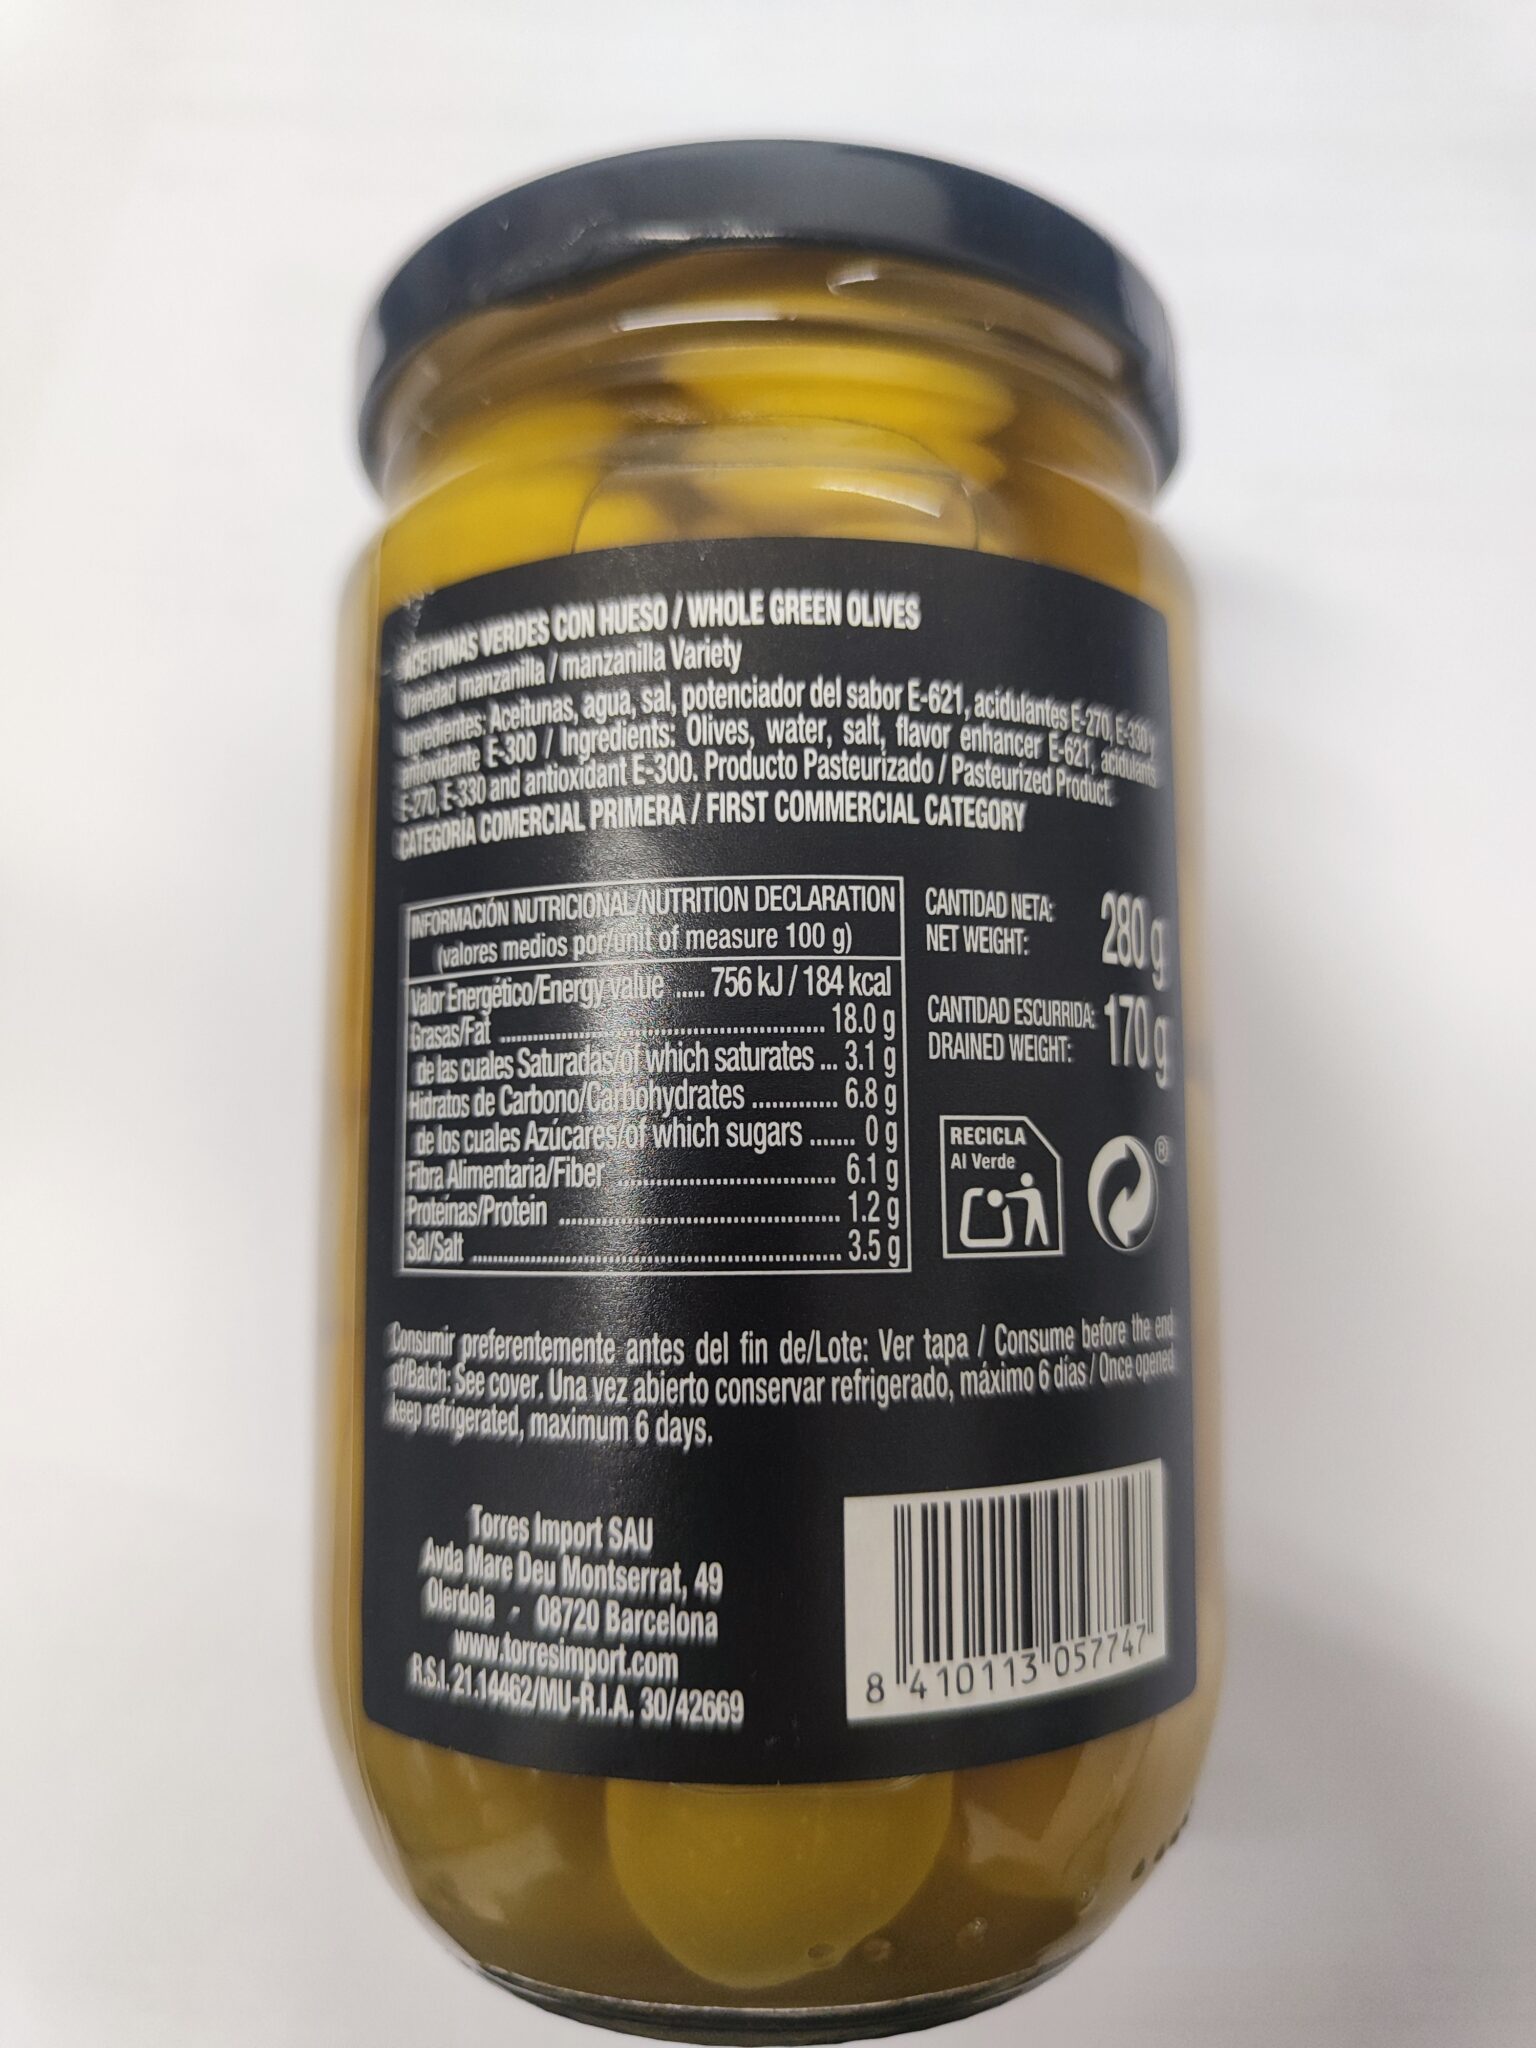 ACEITUNAS VERDES CON HUESO / WHOLE GREEN OLIVES
Variedad manzanilla / manzanilla Variety
Ingredientes: Aceitunas, agua, sal, potenciador del sabor E-621, acidulantes E-270, E-330 y
antioxidante E-300 / Ingredients: Olives, water, salt, flavor enhancer E-621, acidulants
E-270, E-330 and antioxidant E-300. Producto Pasteurizado / Pasteurized Product.
CATEGORÍA COMERCIAL PRIMERA / FIRST COMMERCIAL CATEGORY
INFORMACIÓN NUTRICIONAL/NUTRITION DECLARATION
(valores medios por/unit of measure 100 g)
Valor Energético/Energy value ..... 756 kJ / 184 kcal
Grasas/Fat ..... 18.0 g
de las cuales Saturadas/of which saturates ... 3.1 g
Hidratos de Carbono/Carbohydrates ..... 6.8 g
de los cuales Azúcares/of which sugars ....... 0 g
Fibra Alimentaria/Fiber ..... 6.1 g
Proteínas/Protein ..... 1.2 g
Sal/Salt ..... 3.5 g
CANTIDAD NETA: 280 g
NET WEIGHT:
CANTIDAD ESCURRIDA: 170 g
DRAINED WEIGHT:
RECICLA
Al Verde
®
Consumir preferentemente antes del fin de/Lote: Ver tapa / Consume before the end
of/Batch: See cover. Una vez abierto conservar refrigerado, máximo 6 días / Once opened
keep refrigerated, maximum 6 days.
Torres Import SAU
Avda Mare Deu Montserrat, 49
Olerdola - 08720 Barcelona
www.torresimport.com
R.S.I. 21.14462/MU-R.I.A. 30/42669
8 410113 057747